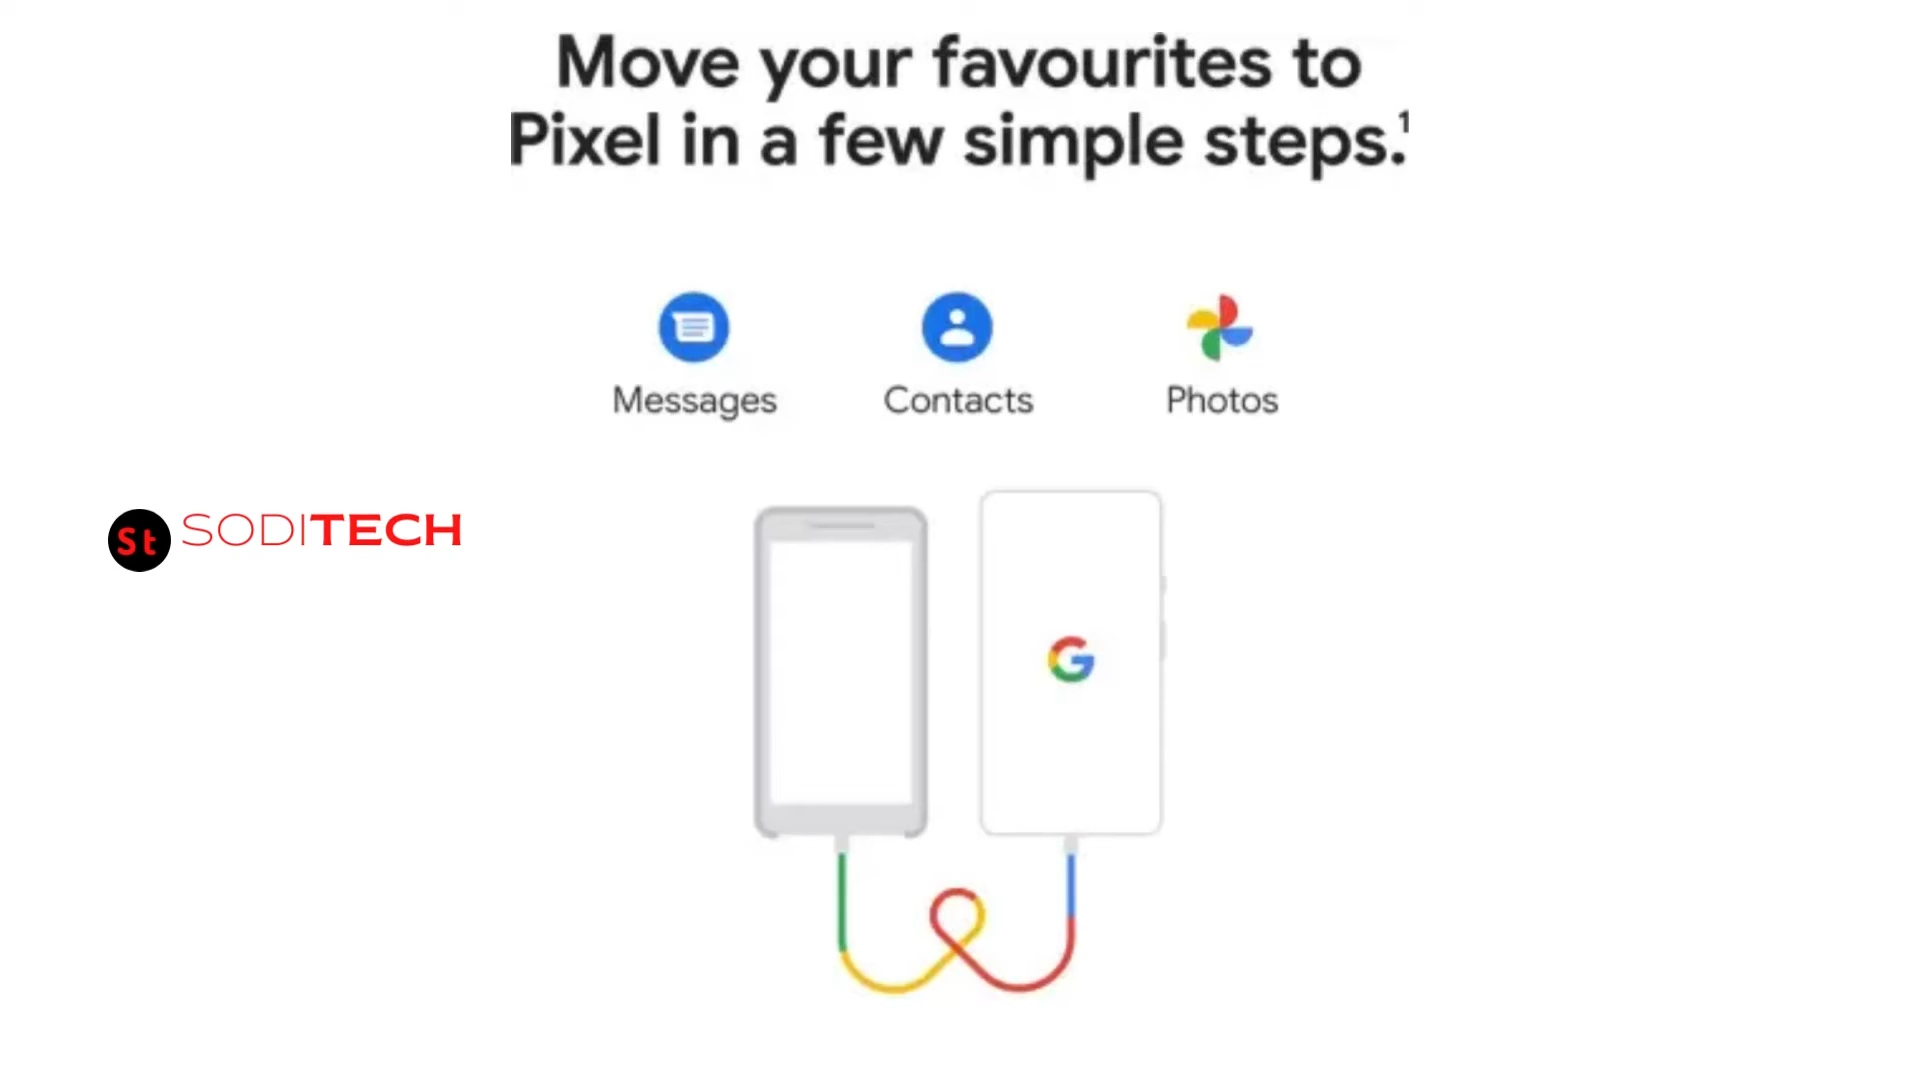 Move your favourites to
Pixel in a few simple steps.¹
Messages
Contacts
Photos
St SODITECH
G